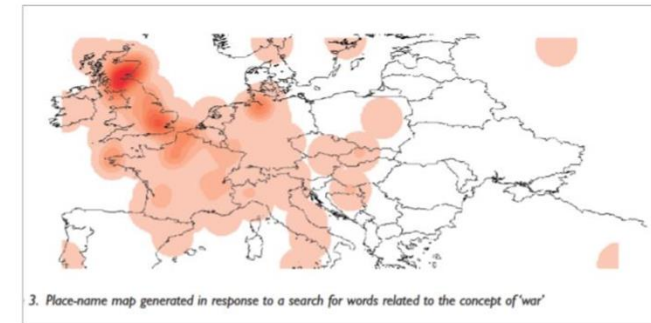 3. Place-name map generated in response to a search for words related to the concept of 'war'